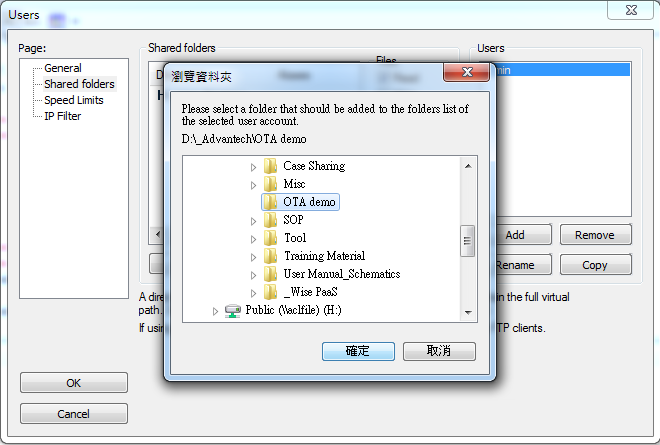 Users
Page:
General
Shared folders
Speed Limits
IP Filter
Shared folders
Files
Users
瀏覽資料夾
Please select a folder that should be added to the folders list of
the selected user account.
D:\_Advantech\OTA demo
Case Sharing
Misc
OTA demo
SOP
Tool
Training Material
User Manual_Schematics
_Wise PaaS
Public (\\aclfile) (H:)
確定
取消
Add
Remove
Rename
Copy
A dire
in the full virtual
path.
If using
TP clients.
OK
Cancel